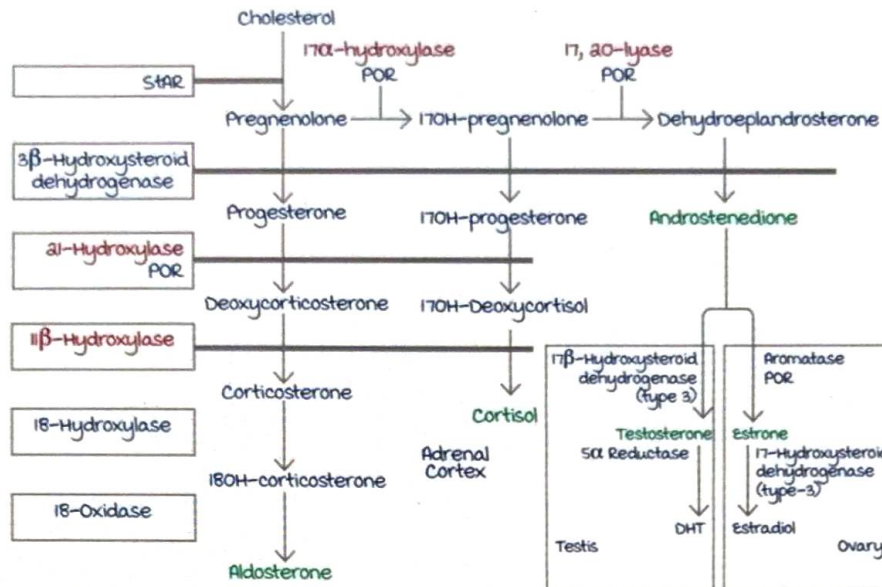 Cholesterol
17α-hydroxylase
POR
17, 20-lyase
POR
StAR
Pregnenolone
17OH-pregnenolone
Dehydroeplandrosterone
3β-Hydroxysteroid
dehydrogenase
Progesterone
17OH-progesterone
Androstenedione
21-Hydroxylase
POR
Deoxycorticosterone
17OH-Deoxycortisol
11β-Hydroxylase
17β-Hydroxysteroid
dehydrogenase
(type 3)
Aromatase
POR
Corticosterone
Cortisol
18-Hydroxylase
Testosterone
Estrone
5α Reductase
17-Hydroxysteroid
dehydrogenase
(type-3)
Adrenal
Cortex
18OH-corticosterone
18-Oxidase
DHT
Estradiol
Testis
Ovary
Aldosterone